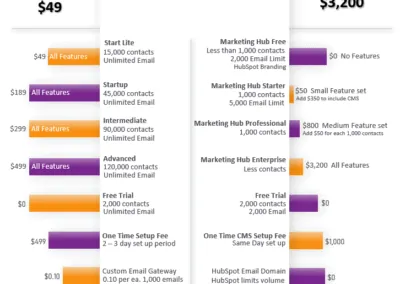 $49
$3,200
Start Lite
15,000 contacts
Unlimited Email
$49 All Features
Startup
45,000 contacts
Unlimited Email
$189 All Features
Intermediate
90,000 contacts
Unlimited Email
$299 All Features
Advanced
120,000 contacts
Unlimited Email
$499 All Features
Free Trial
2,000 contacts
Unlimited Email
$0
One Time Setup Fee
2 – 3 day set up period
$499
Custom Email Gateway
0.10 per ea. 1,000 emails
$0.10
Marketing Hub Free
Less than 1,000 contacts
2,000 Email Limit
HubSpot Branding
$0 No Features
Marketing Hub Starter
1,000 contacts
5,000 Email Limit
$50 Small Feature set
Add $350 to include CMS
Marketing Hub Professional
1,000 contacts
$800 Medium Feature set
Add $50 for each 1,000 contacts
Marketing Hub Enterprise
Less contacts
$3,200 All Features
Free Trial
2,000 contacts
2,000 Email
$0
One Time CMS Setup Fee
Same Day set up
$1,000
HubSpot Email Domain
HubSpot limits volume
$0